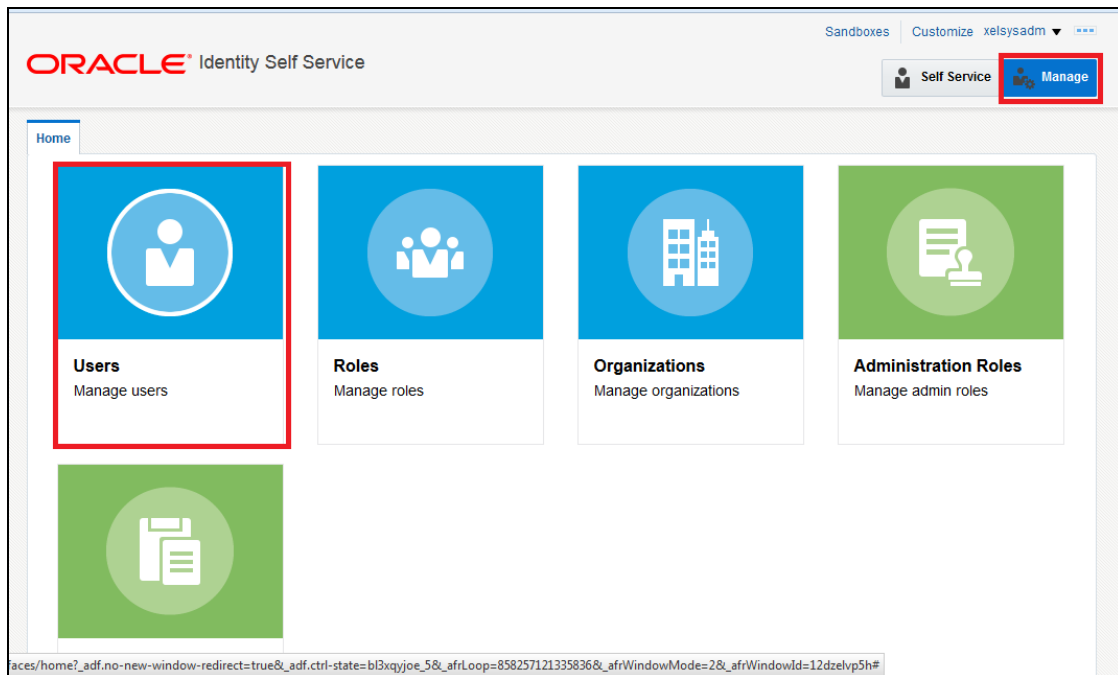 Sandboxes Customize xelsysadm
ORACLE® Identity Self Service
Self Service Manage
Home
Users Roles Organizations Administration Roles
Manage users Manage roles Manage organizations Manage admin roles
faces/home?_adf.no-new-window-redirect=true&_adf.ctrl-state=bl3xqyjoe_5&_afrLoop=858257121335836&_afrWindowMode=2&_afrWindowId=12dzelvp5h#